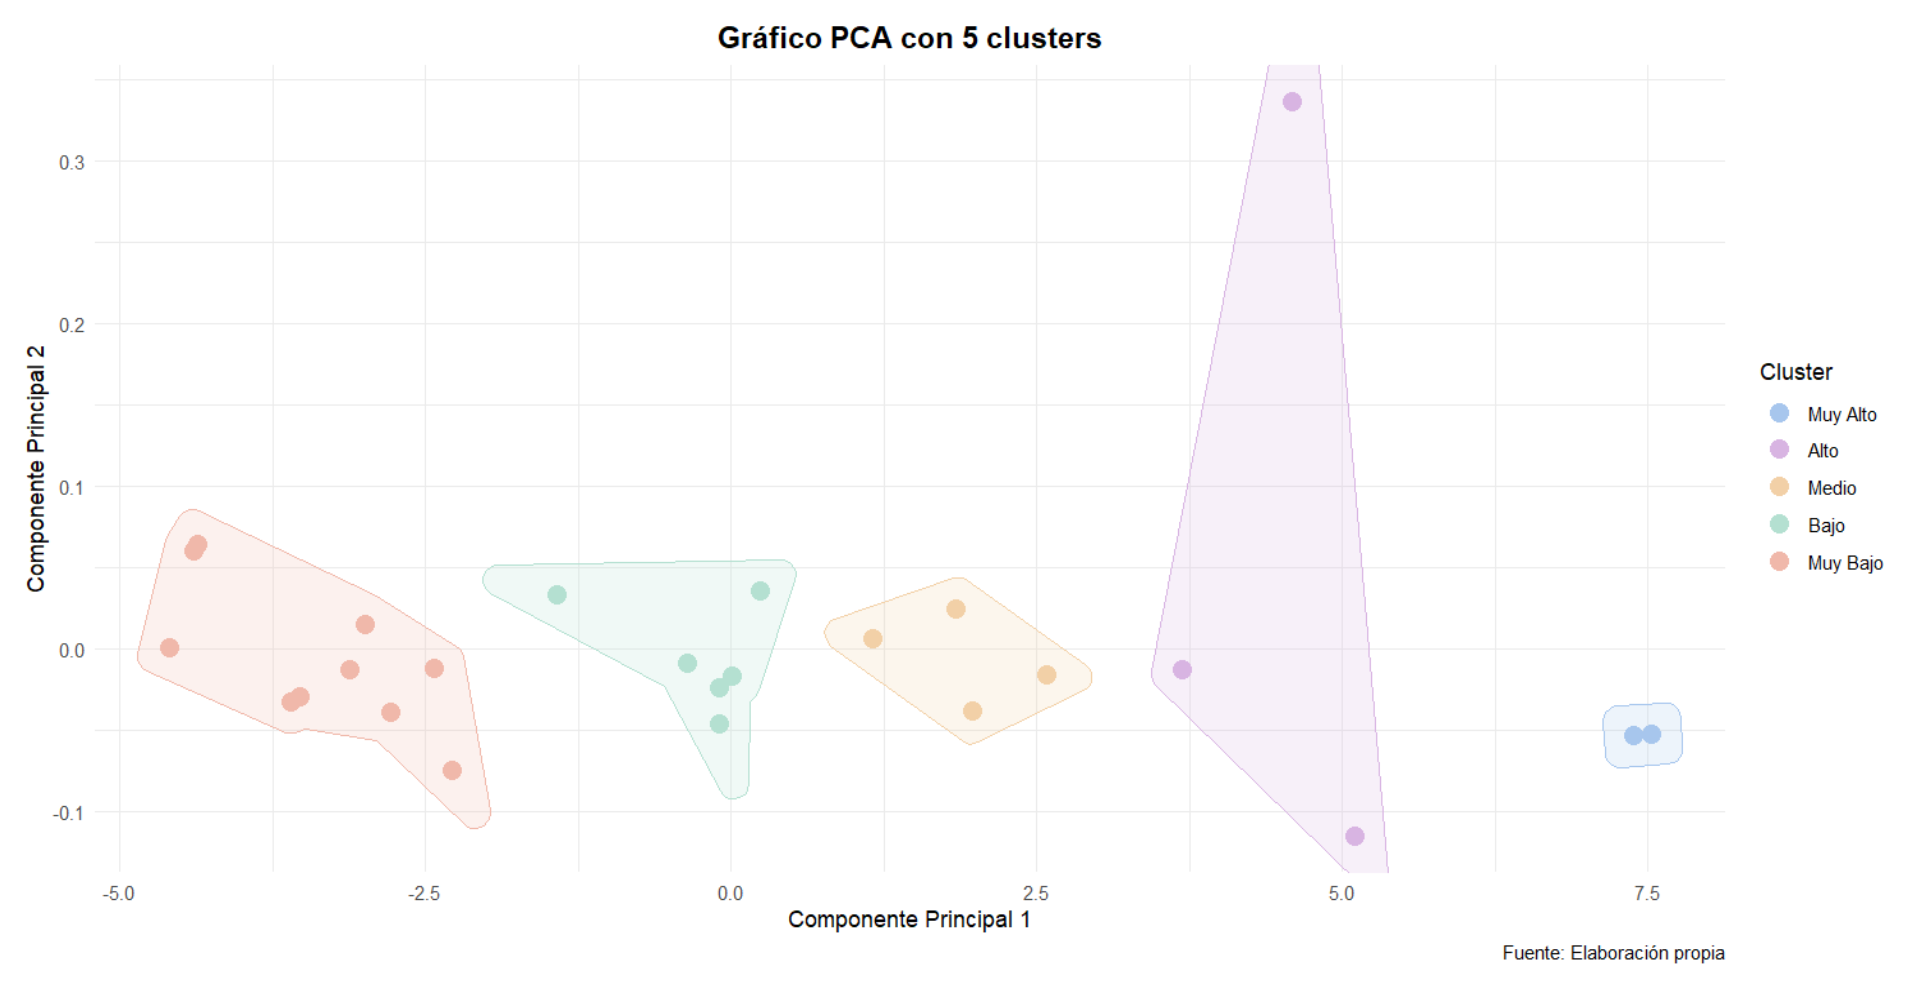 Gráfico PCA con 5 clusters
Componente Principal 2
0.3
0.2
0.1
0.0
-0.1
-5.0
-2.5
0.0
2.5
5.0
7.5
Componente Principal 1
Cluster
Muy Alto
Alto
Medio
Bajo
Muy Bajo
Fuente: Elaboración propia